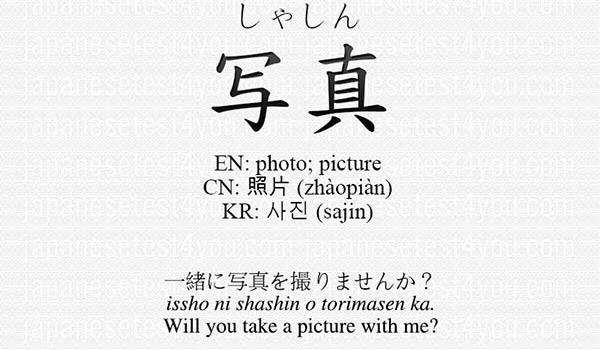 しゃしん
写真
EN: photo; picture
CN: 照片 (zhàopiàn)
KR: 사진 (sajin)
一緒に写真を撮りませんか？
issho ni shashin o torimasen ka.
Will you take a picture with me?
japanesetest4you.com